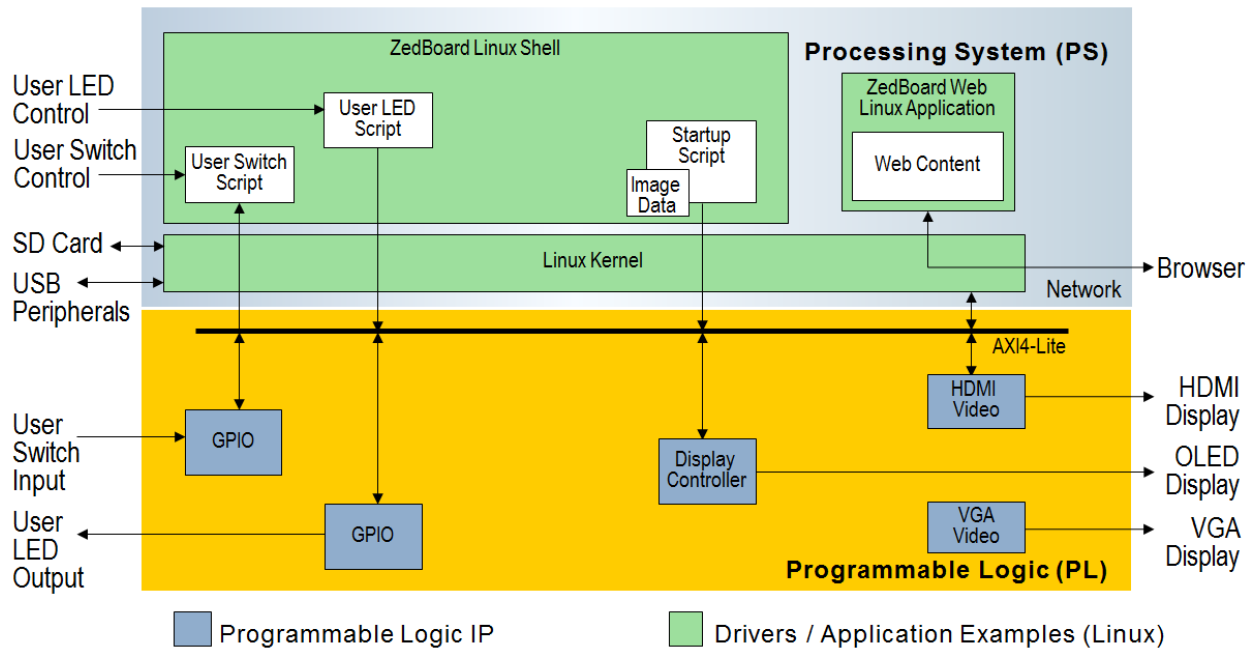 ZedBoard Linux Shell
Processing System (PS)
User LED
Control
User LED
Script
User Switch
Control
User Switch
Script
Startup
Script
Image
Data
ZedBoard Web
Linux Application
Web Content
SD Card
USB
Peripherals
Linux Kernel
Network
Browser
AXI4-Lite
User
Switch
Input
GPIO
User
LED
Output
GPIO
Display
Controller
HDMI
Video
HDMI
Display
OLED
Display
VGA
Video
VGA
Display
Programmable Logic (PL)
Programmable Logic IP
Drivers / Application Examples (Linux)